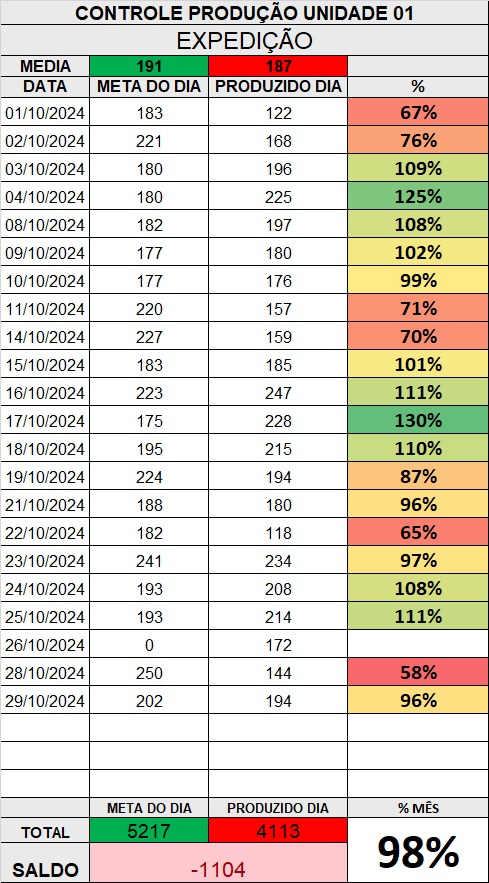 CONTROLE PRODUÇÃO UNIDADE 01
EXPEDIÇÃO
MEDIA 191 187
DATA META DO DIA PRODUZIDO DIA %
01/10/2024 183 122 67%
02/10/2024 221 168 76%
03/10/2024 180 196 109%
04/10/2024 180 225 125%
08/10/2024 182 197 108%
09/10/2024 177 180 102%
10/10/2024 177 176 99%
11/10/2024 220 157 71%
14/10/2024 227 159 70%
15/10/2024 183 185 101%
16/10/2024 223 247 111%
17/10/2024 175 228 130%
18/10/2024 195 215 110%
19/10/2024 224 194 87%
21/10/2024 188 180 96%
22/10/2024 182 118 65%
23/10/2024 241 234 97%
24/10/2024 193 208 108%
25/10/2024 193 214 111%
26/10/2024 0 172
28/10/2024 250 144 58%
29/10/2024 202 194 96%
META DO DIA PRODUZIDO DIA % MÊS
TOTAL 5217 4113 98%
SALDO -1104